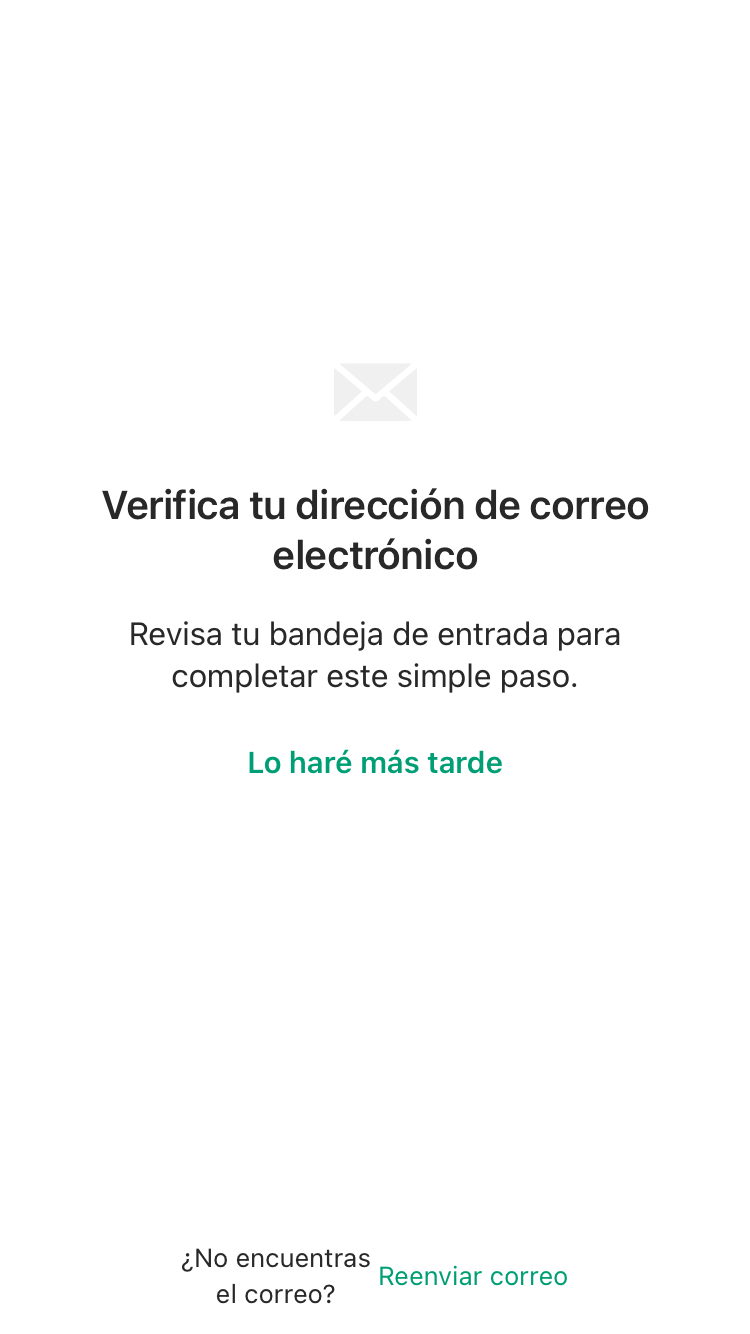 Verifica tu dirección de correo
electrónico
Revisa tu bandeja de entrada para
completar este simple paso.
Lo haré más tarde
¿No encuentras
el correo?
Reenviar correo